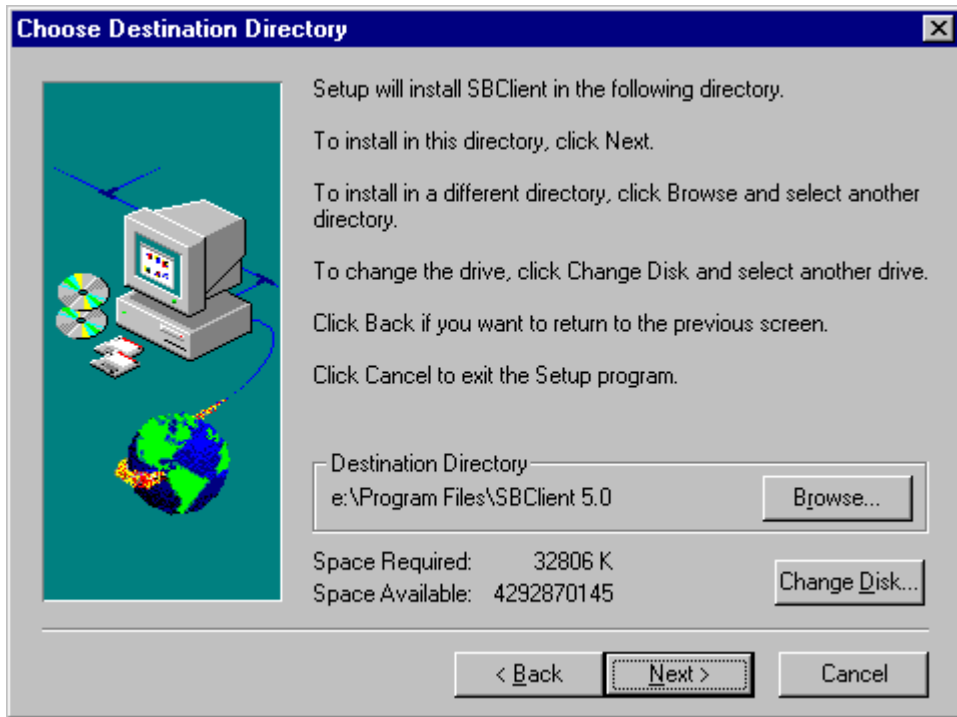 Choose Destination Directory
Setup will install SBClient in the following directory.
To install in this directory, click Next.
To install in a different directory, click Browse and select another
directory.
To change the drive, click Change Disk and select another drive.
Click Back if you want to return to the previous screen.
Click Cancel to exit the Setup program.
Destination Directory
e:\Program Files\SBClient 5.0
Browse...
Space Required: 32806 K
Space Available: 4292870145
Change Disk...
< Back
Next >
Cancel